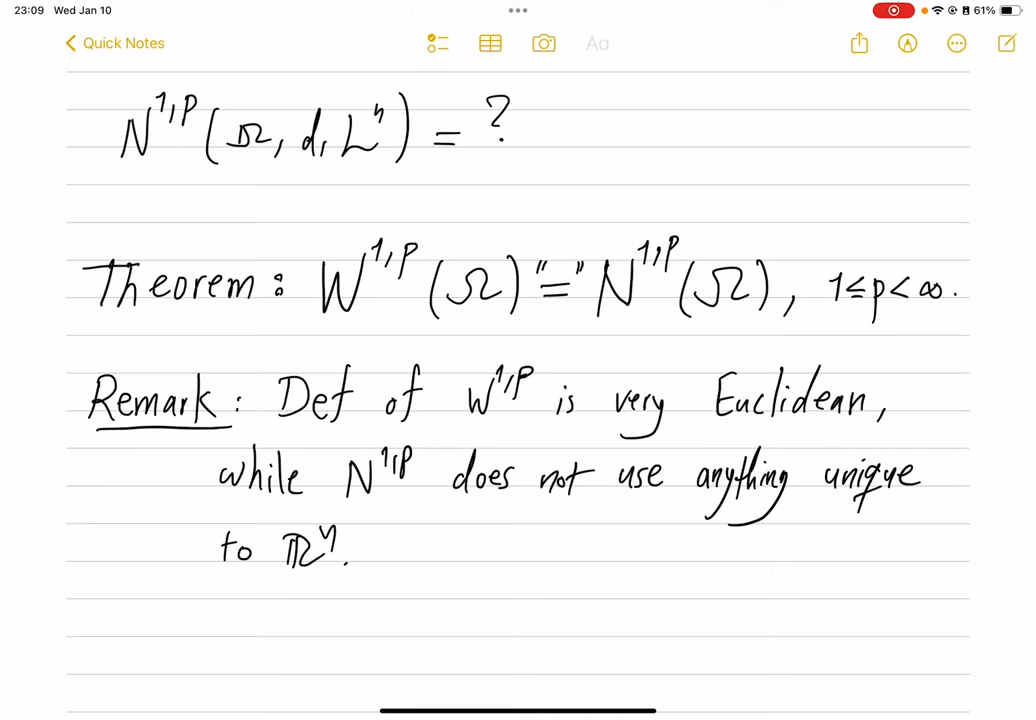 23:09 Wed Jan 10 61%
Quick Notes Aa
N^{1,p}(Ω, d, L^n) = ?
Theorem: W^{1,p}(Ω) "=" N^{1,p}(Ω), 1≤p<∞.
Remark: Def of W^{1,p} is very Euclidean,
while N^{1,p} does not use anything unique
to ℝ^n.